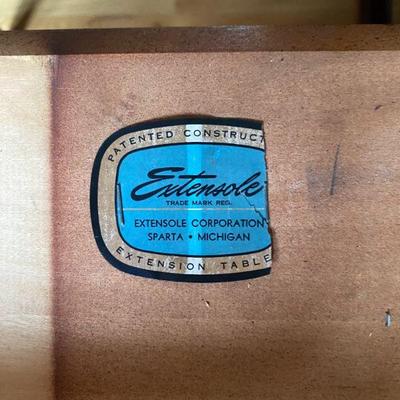 PATENTED CONSTRUCT
Extensole
TRADE MARK REG.
EXTENSOLE CORPORATION
SPARTA • MICHIGAN
EXTENSION TABLE